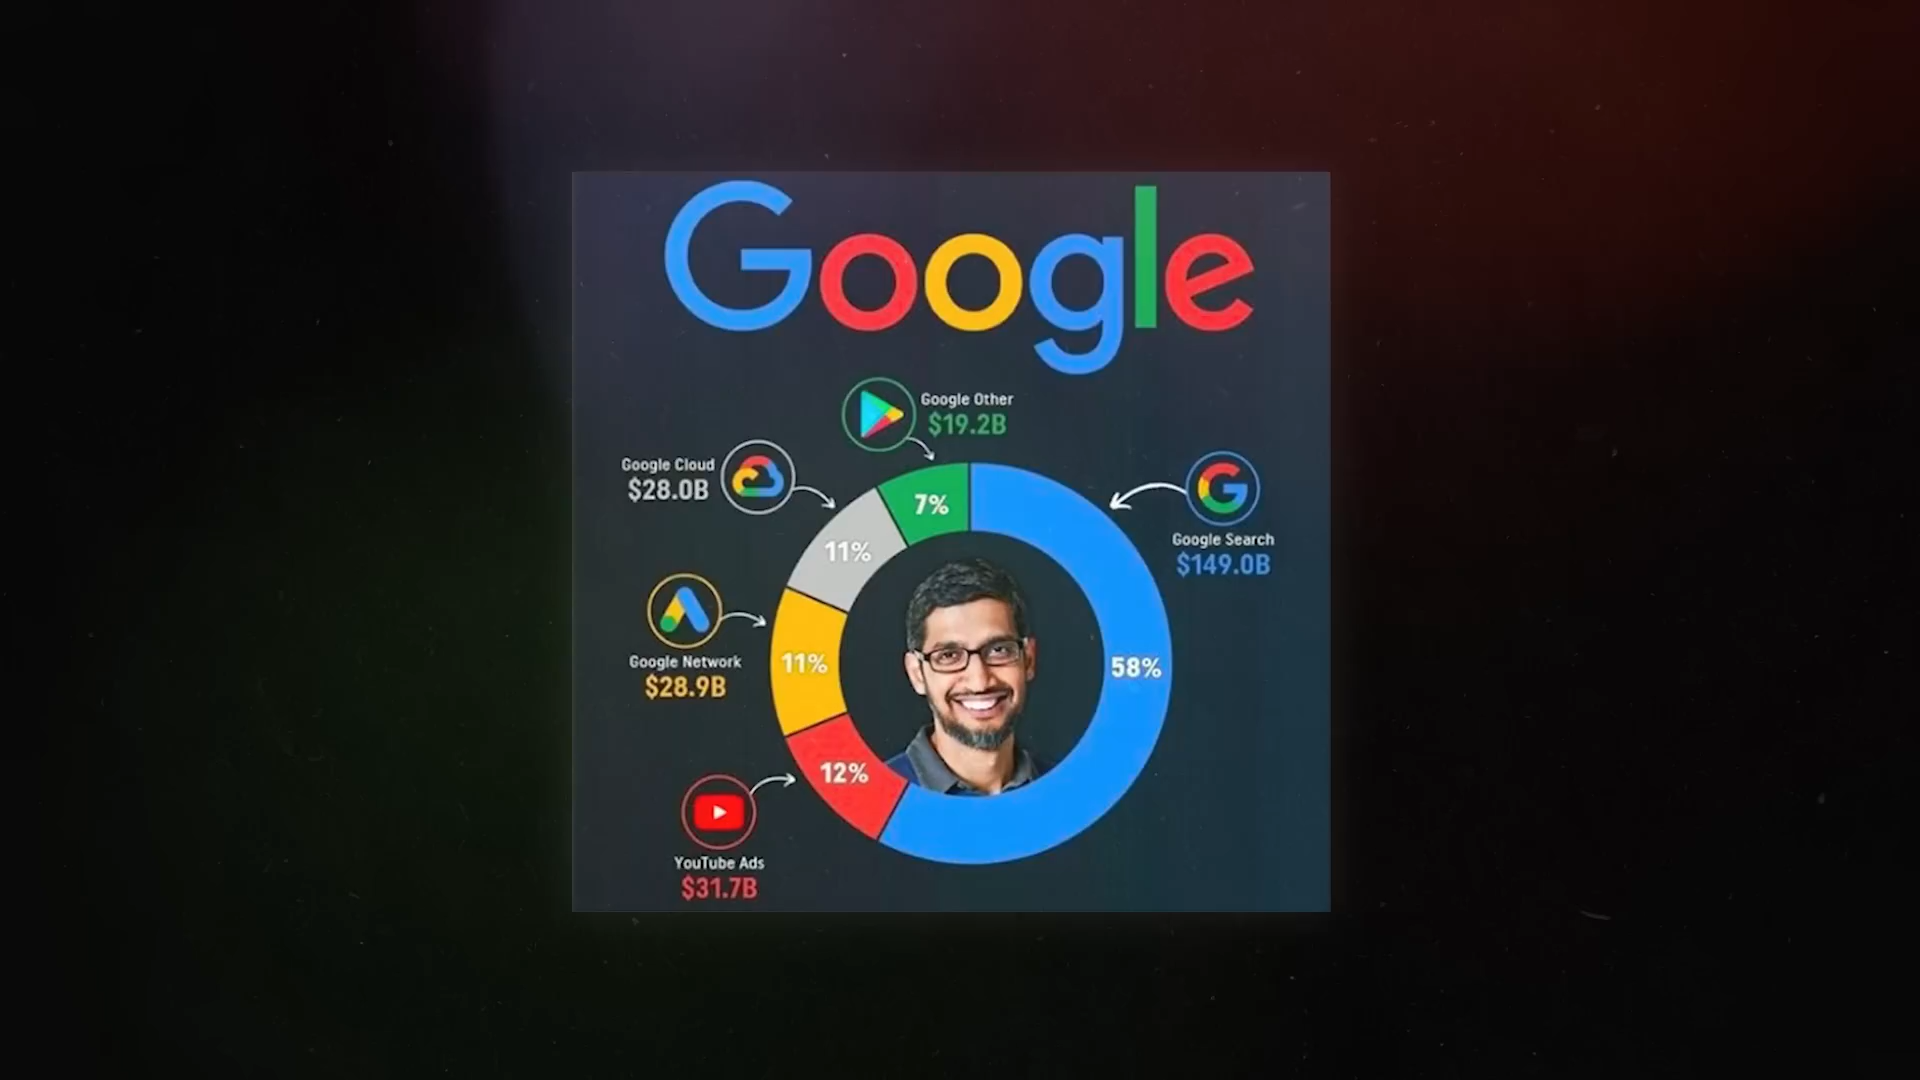 Google
Google Other
$19.2B
Google Cloud
$28.0B
Google Search
$149.0B
7%
11%
Google Network
$28.9B
11%
58%
12%
YouTube Ads
$31.7B